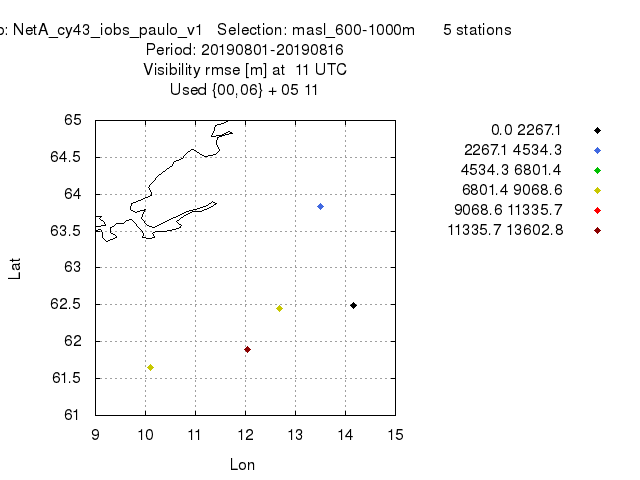 o: NetA_cy43_iobs_paulo_v1 Selection: masl_600-1000m 5 stations
Period: 20190801-20190816
Visibility rmse [m] at 11 UTC
Used {00,06} + 05 11
0.0 2267.1
2267.1 4534.3
4534.3 6801.4
6801.4 9068.6
9068.6 11335.7
11335.7 13602.8
65
64.5
64
63.5
63
62.5
62
61.5
61
Lat
9 10 11 12 13 14 15
Lon